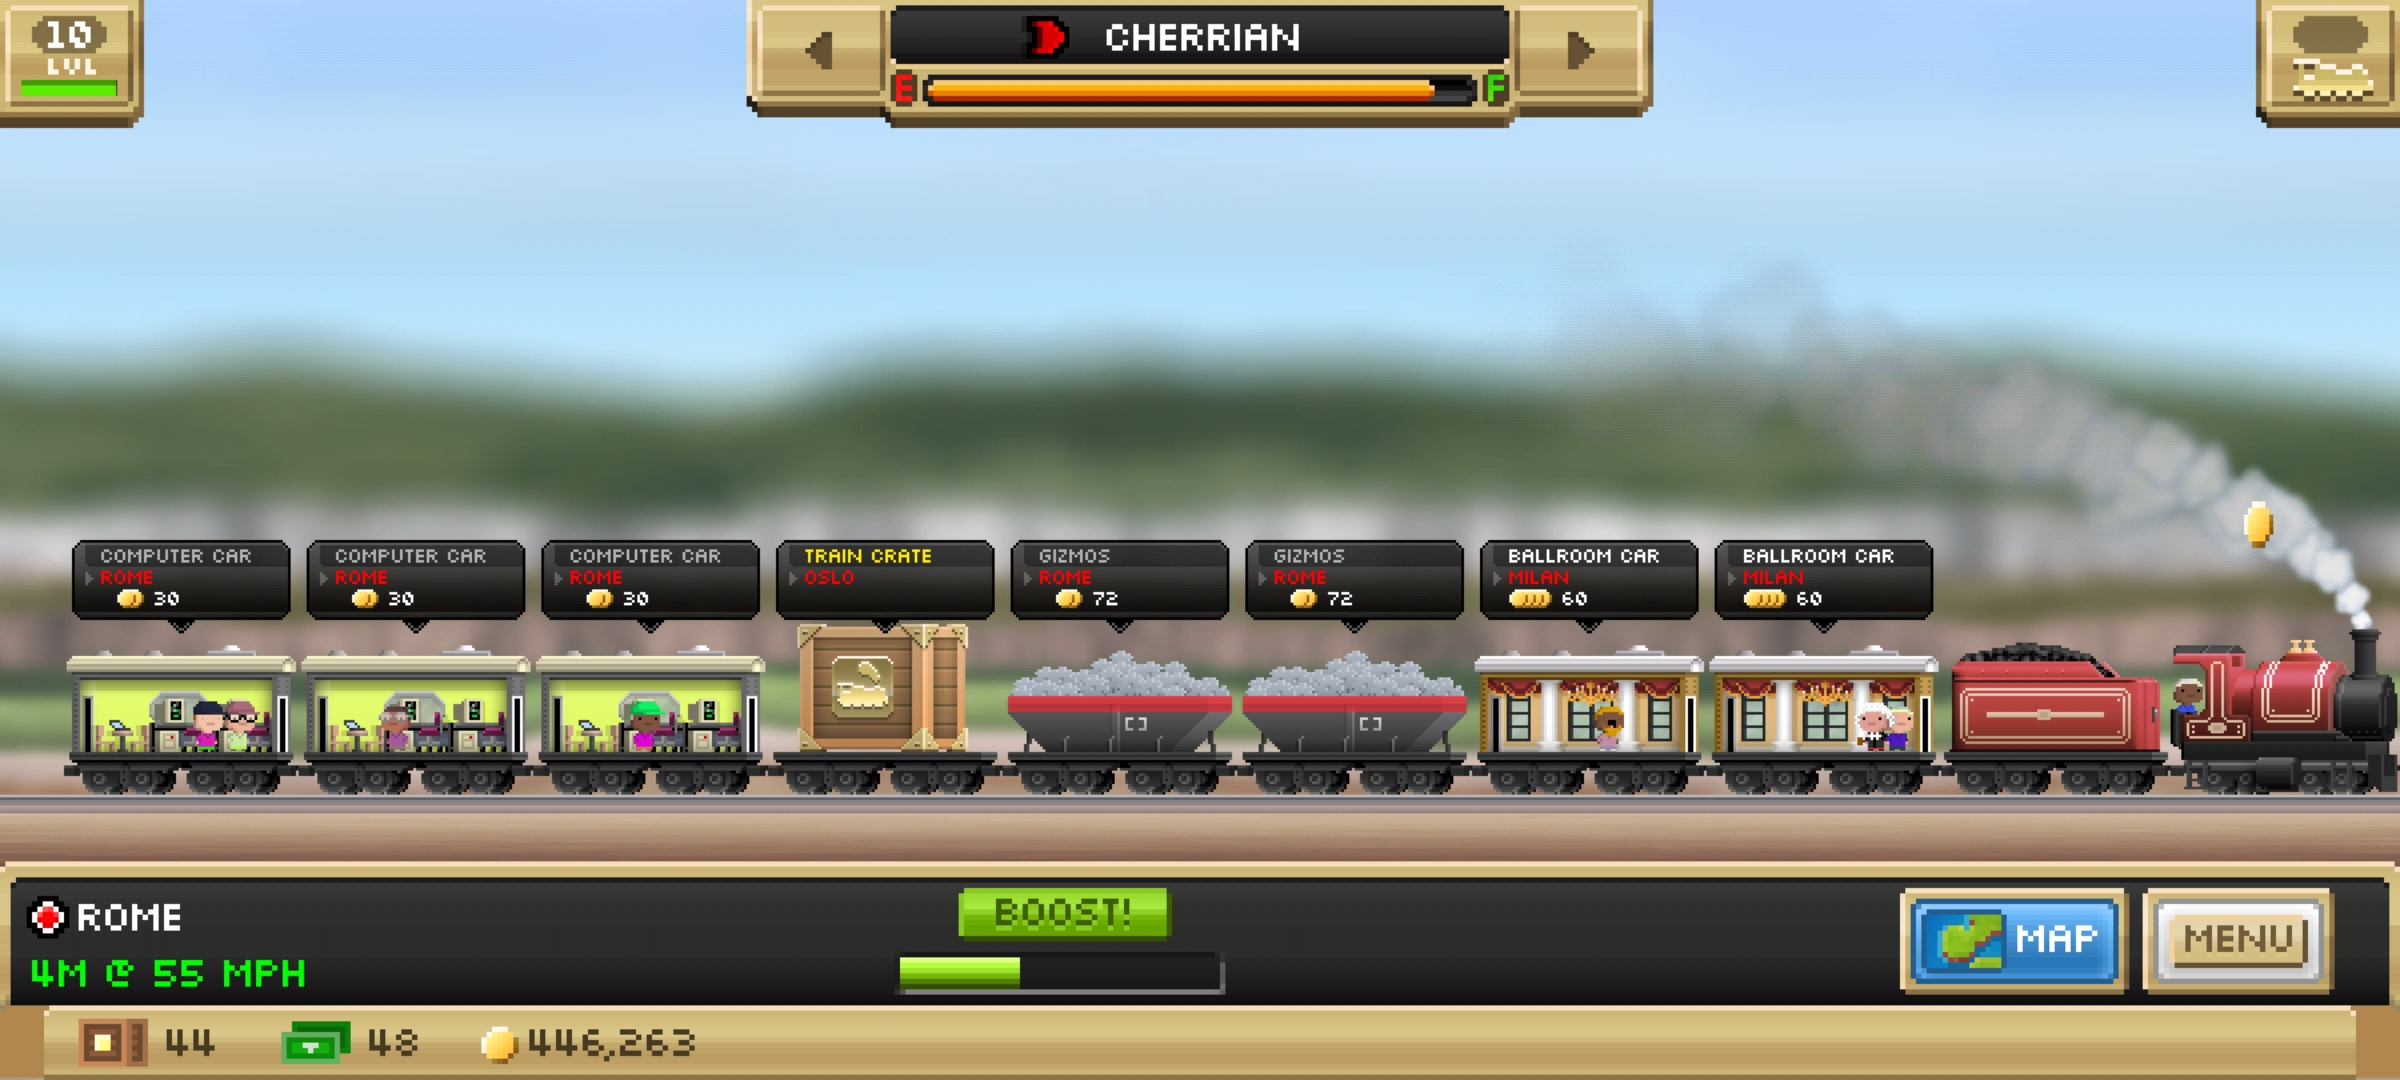 10
LVL
CHERRIAN
E
F
COMPUTER CAR
ROME
30
COMPUTER CAR
ROME
30
COMPUTER CAR
ROME
30
TRAIN CRATE
OSLO
GIZMOS
ROME
72
GIZMOS
ROME
72
BALLROOM CAR
MILAN
60
BALLROOM CAR
MILAN
60
ROME
4M @ 55 MPH
BOOST!
MAP
MENU
44
48
446,263